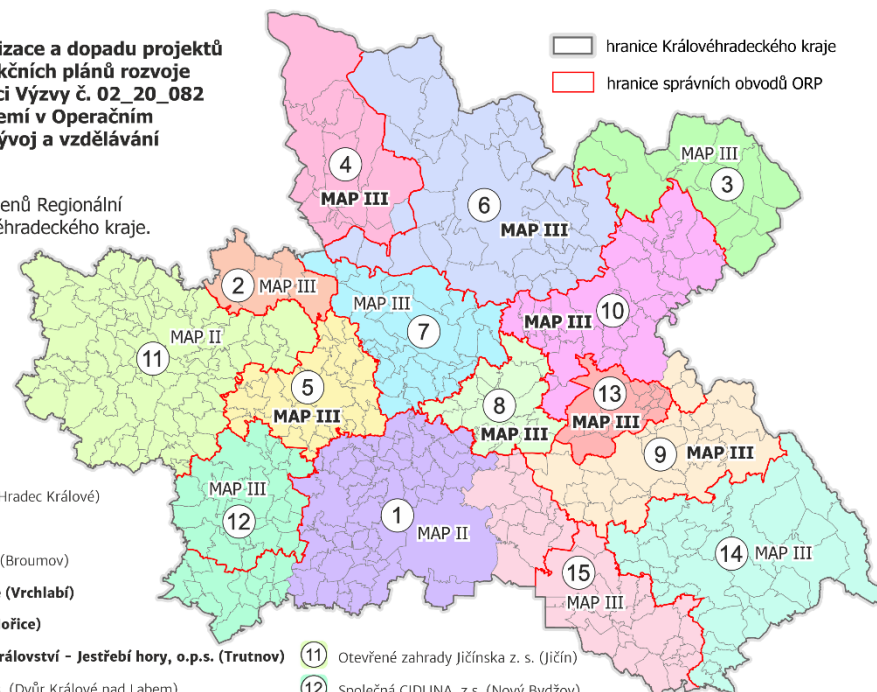 izace a dopadu projektů
kčních plánů rozvoje
ci Výzvy č. 02_20_082
emí v Operačním
ývoj a vzdělávání
enů Regionální
éhradeckého kraje.
hranice Královéhradeckého kraje
hranice správních obvodů ORP
4
MAP III
6
MAP III
MAP III
3
2 MAP III
MAP III
7
MAP III 10
MAP II
11
5
MAP III
8
MAP III
13
MAP III
9 MAP III
MAP III
12
1
MAP II
14 MAP III
15
MAP III
Hradec Králové)
(Broumov)
(Vrchlabí)
ořice)
rálovství – Jestřebí hory, o.p.s. (Trutnov)
(Dvůr Králové nad Labem)
11 Otevřené zahrady Jičínska z. s. (Jičín)
12 Společná CIDLINA, z.s. (Nový Bydžov)